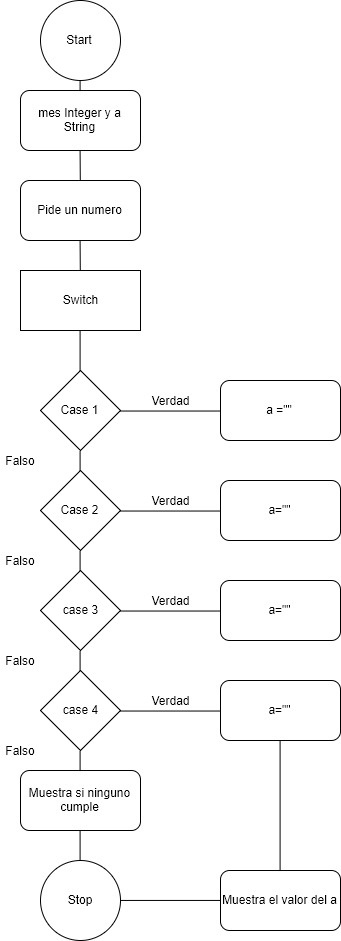 Start
mes Integer y a
String
Pide un numero
Switch
Case 1
Verdad
a =""
Falso
Case 2
Verdad
a=""
Falso
case 3
Verdad
a=""
Falso
case 4
Verdad
a=""
Falso
Muestra si ninguno
cumple
Stop
Muestra el valor del a